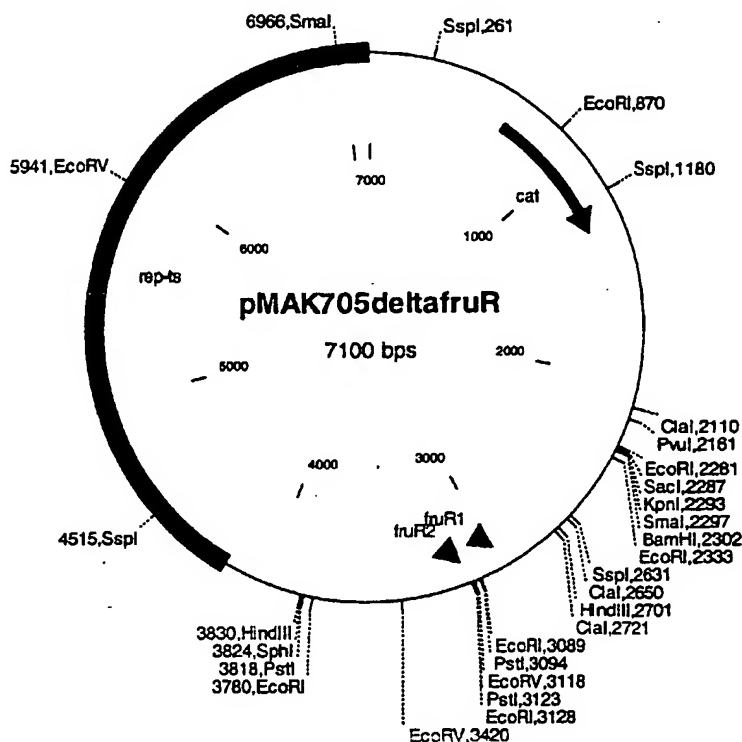 6966,SmaI
SspI,261
EcoRI,870
5941,EcoRV
SspI,1180
7000
cat
1000
6000
rep-ts
pMAK705deltafruR
7100 bps
2000
5000
ClaI,2110
PvuI,2161
4000
3000
EcoRI,2281
SacI,2287
KpnI,2293
fruR1
SmaI,2297
fruR2
BamHI,2302
4515,SspI
EcoRI,2333
SspI,2631
ClaI,2650
HindIII,2701
ClaI,2721
3830,HindIII
3824,SphI
3818,PstI
3780,EcoRI
EcoRI,3089
PstI,3094
EcoRV,3118
PstI,3123
EcoRI,3128
EcoRV,3420